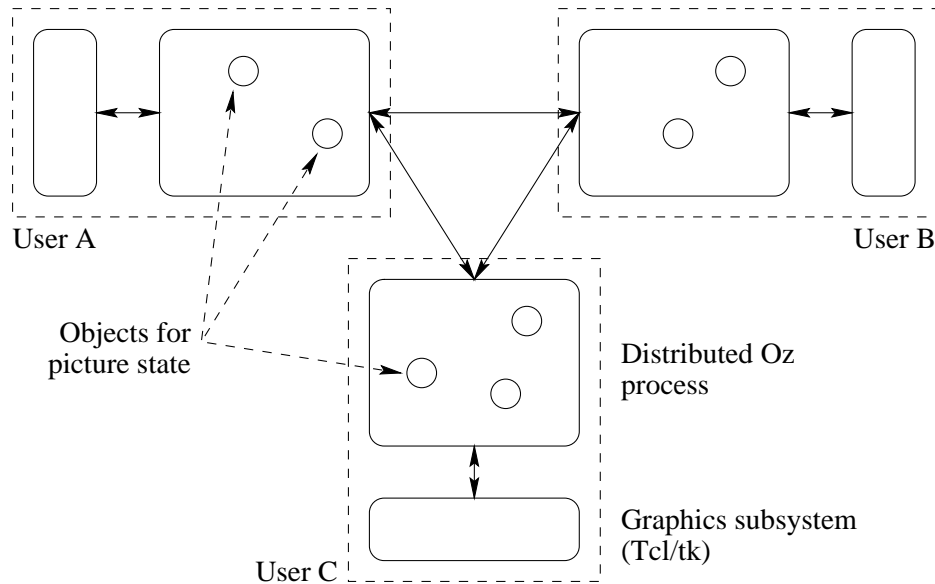 User A
User B
Objects for
picture state
Distributed Oz
process
Graphics subsystem
(Tcl/tk)
User C